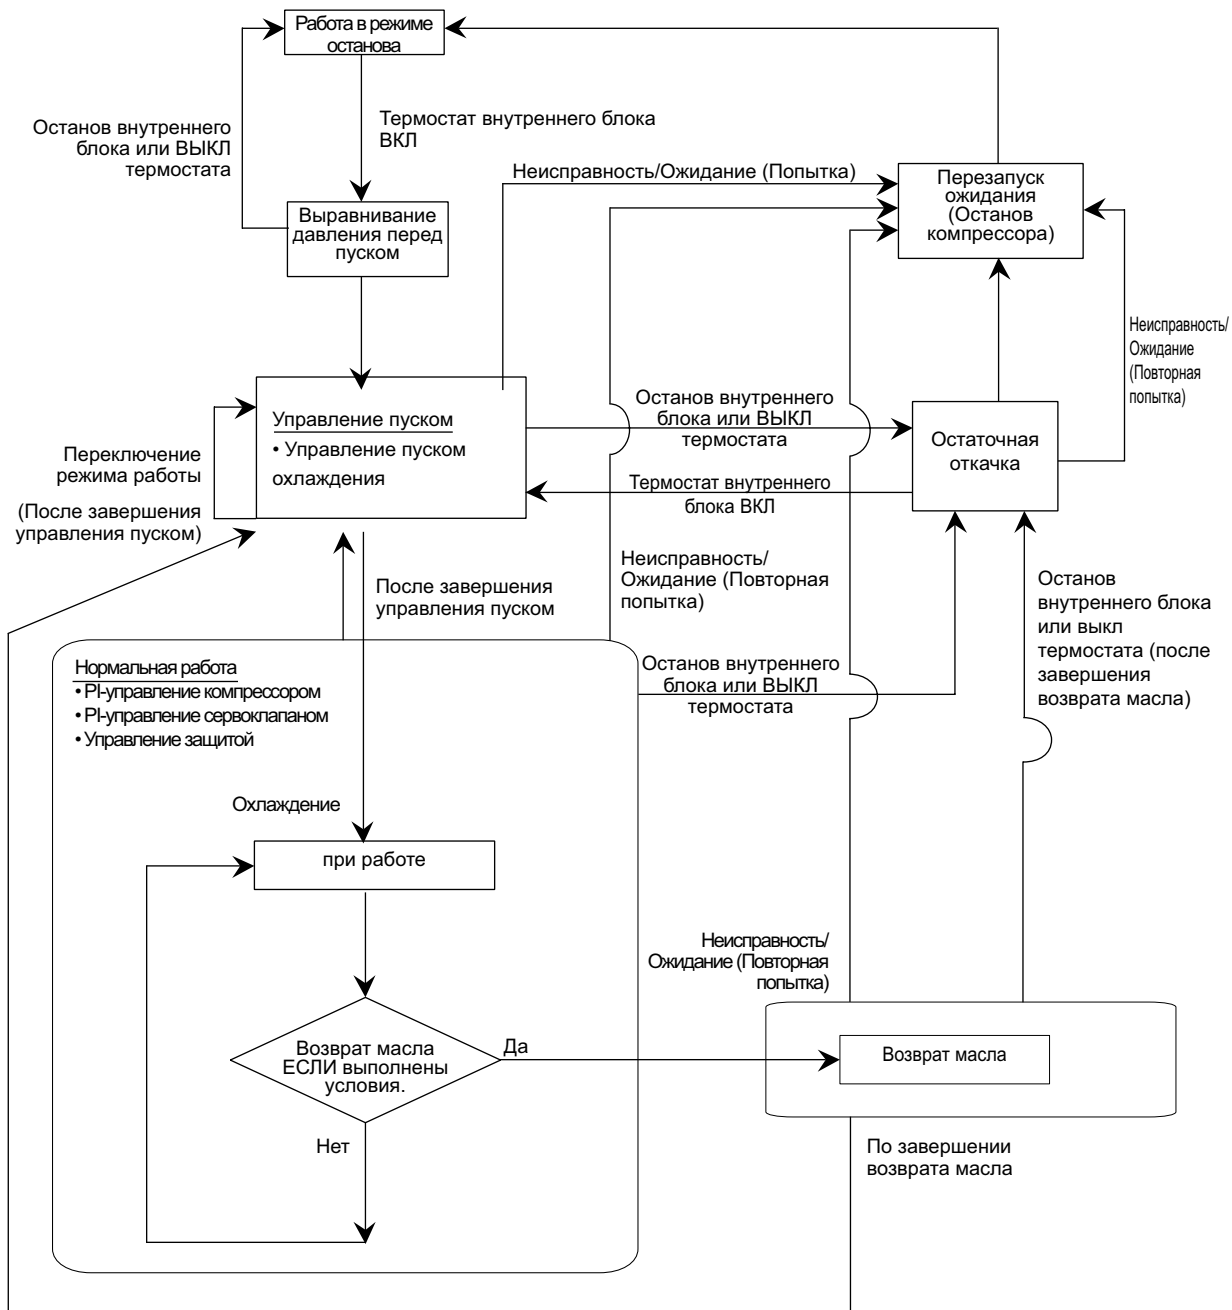 Работа в режиме
останова
Останов внутреннего
блока или ВЫКЛ
термостата
Термостат внутреннего блока
ВКЛ
Неисправность/Ожидание (Попытка)
Перезапуск
ожидания
(Останов
компрессора)
Выравнивание
давления перед
пуском
Неисправность/
Ожидание
(Повторная
попытка)
Управление пуском
• Управление пуском
охлаждения
Останов внутреннего
блока или ВЫКЛ
термостата
Остаточная
откачка
Переключение
режима работы
(После завершения
управления пуском)
Термостат внутреннего
блока ВКЛ
После завершения
управления пуском
Неисправность/
Ожидание (Повторная
попытка)
Останов
внутреннего блока
или выкл
термостата (после
завершения
возврата масла)
Нормальная работа
• PI-управление компрессором
• PI-управление сервоклапаном
• Управление защитой
Останов внутреннего
блока или ВЫКЛ
термостата
Охлаждение
при работе
Неисправность/
Ожидание (Повторная
попытка)
Возврат масла
ЕСЛИ выполнены
условия.
Да
Возврат масла
Нет
По завершении
возврата масла